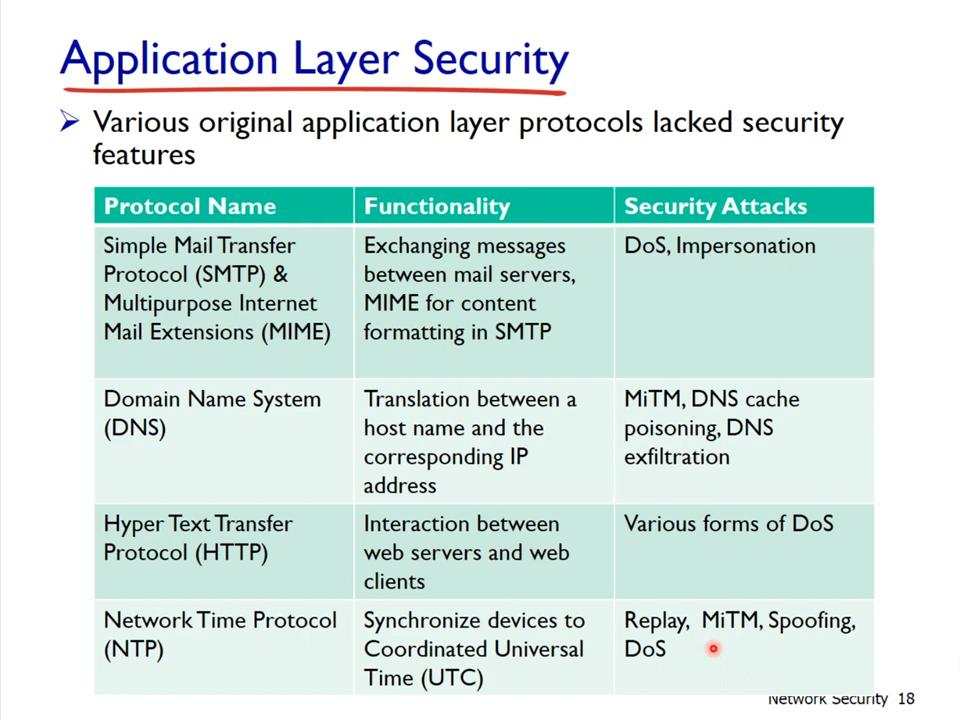 Application Layer Security
Various original application layer protocols lacked security
features
Protocol Name
Functionality
Security Attacks
Simple Mail Transfer
Protocol (SMTP) &
Multipurpose Internet
Mail Extensions (MIME)
Exchanging messages
between mail servers,
MIME for content
formatting in SMTP
DoS, Impersonation
Domain Name System
(DNS)
Translation between a
host name and the
corresponding IP
address
MiTM, DNS cache
poisoning, DNS
exfiltration
Hyper Text Transfer
Protocol (HTTP)
Interaction between
web servers and web
clients
Various forms of DoS
Network Time Protocol
(NTP)
Synchronize devices to
Coordinated Universal
Time (UTC)
Replay, MiTM, Spoofing,
DoS
Network Security 18